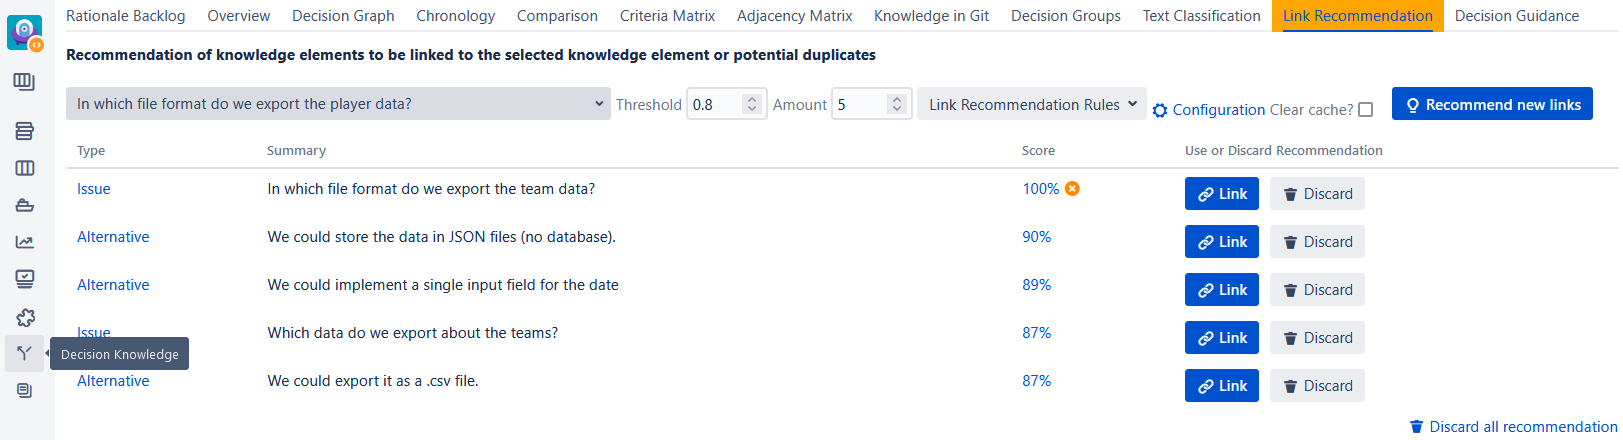 Rationale Backlog Overview Decision Graph Chronology Comparison Criteria Matrix Adjacency Matrix Knowledge in Git Decision Groups Text Classification Link Recommendation Decision Guidance
Recommendation of knowledge elements to be linked to the selected knowledge element or potential duplicates
In which file format do we export the player data? Threshold 0.8 Amount 5 Link Recommendation Rules Configuration Clear cache? Recommend new links
Type Summary Score Use or Discard Recommendation
Issue In which file format do we export the team data? 100% Link Discard
Alternative We could store the data in JSON files (no database). 90% Link Discard
Alternative We could implement a single input field for the date 89% Link Discard
Issue Which data do we export about the teams? 87% Link Discard
Decision Knowledge
Alternative We could export it as a .csv file. 87% Link Discard
Discard all recommendation